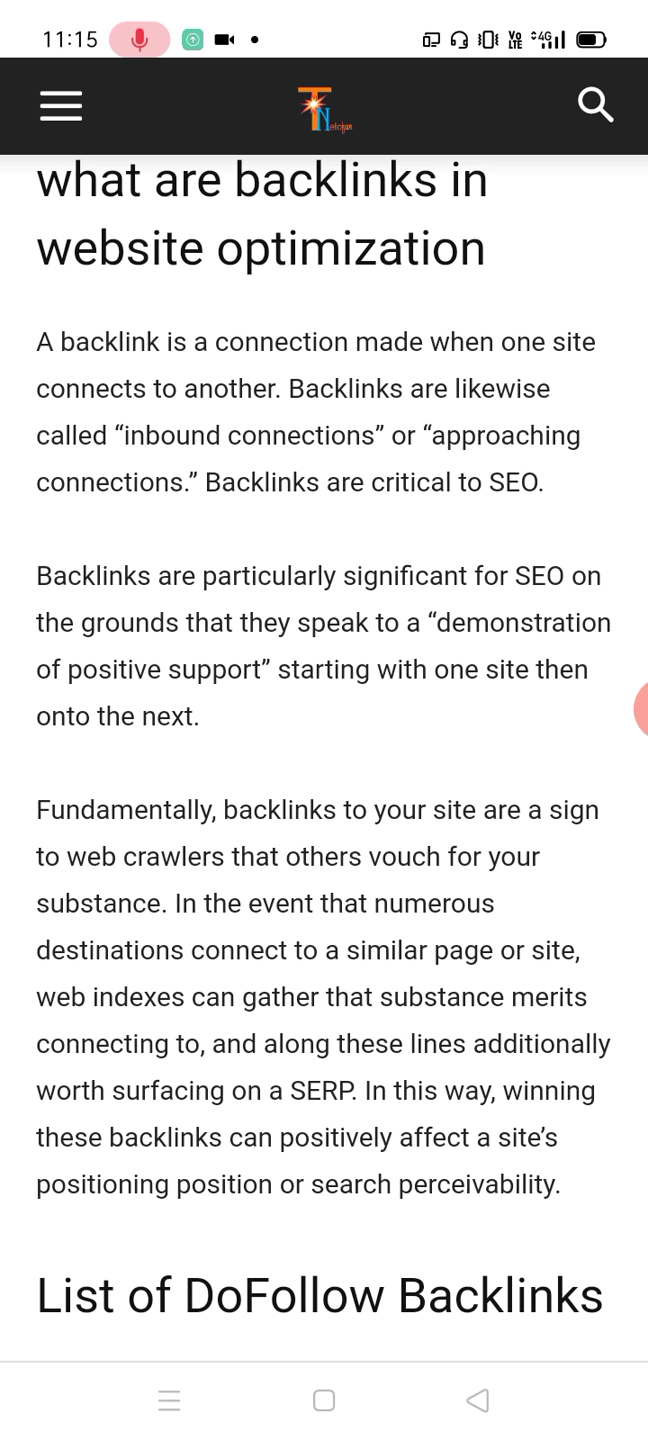 11:15
VO LTE 4G
TNelokan
what are backlinks in
website optimization
A backlink is a connection made when one site
connects to another. Backlinks are likewise
called “inbound connections” or “approaching
connections.” Backlinks are critical to SEO.
Backlinks are particularly significant for SEO on
the grounds that they speak to a “demonstration
of positive support” starting with one site then
onto the next.
Fundamentally, backlinks to your site are a sign
to web crawlers that others vouch for your
substance. In the event that numerous
destinations connect to a similar page or site,
web indexes can gather that substance merits
connecting to, and along these lines additionally
worth surfacing on a SERP. In this way, winning
these backlinks can positively affect a site’s
positioning position or search perceivability.
List of DoFollow Backlinks